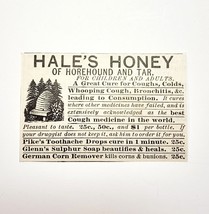 HALE'S HONEY
OF HOREHOUND AND TAR.
FOR CHILDREN AND ADULTS.
A Great Cure for Coughs, Colds,
Whooping Cough, Bronchitis, &c.
leading to Consumption. It cures
where other medicines have failed, and is
extensively acknowledged as the best
Cough medicine in the world.
Pleasant to taste. 25c., 50c., and $1 per bottle. If
your druggist does not keep it, ask him to order it for you.
Pike's Toothache Drops cure in 1 minute. 25c.
Glenn's Sulphur Soap beautifies & heals. 25c.
German Corn Remover kills corns & bunions. 25c.